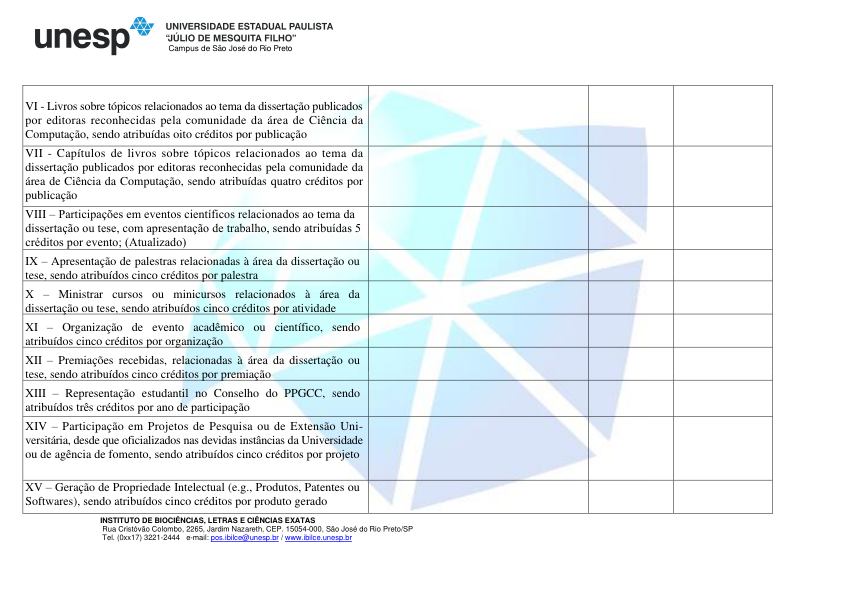 unesp
UNIVERSIDADE ESTADUAL PAULISTA
“JÚLIO DE MESQUITA FILHO”
Campus de São José do Rio Preto
VI - Livros sobre tópicos relacionados ao tema da dissertação publicados
por editoras reconhecidas pela comunidade da área de Ciência da
Computação, sendo atribuídas oito créditos por publicação
VII - Capítulos de livros sobre tópicos relacionados ao tema da
dissertação publicados por editoras reconhecidas pela comunidade da
área de Ciência da Computação, sendo atribuídas quatro créditos por
publicação
VIII – Participações em eventos científicos relacionados ao tema da
dissertação ou tese, com apresentação de trabalho, sendo atribuídas 5
créditos por evento; (Atualizado)
IX – Apresentação de palestras relacionadas à área da dissertação ou
tese, sendo atribuídos cinco créditos por palestra
X – Ministrar cursos ou minicursos relacionados à área da
dissertação ou tese, sendo atribuídos cinco créditos por atividade
XI – Organização de evento acadêmico ou científico, sendo
atribuídos cinco créditos por organização
XII – Premiações recebidas, relacionadas à área da dissertação ou
tese, sendo atribuídos cinco créditos por premiação
XIII – Representação estudantil no Conselho do PPGCC, sendo
atribuídos três créditos por ano de participação
XIV – Participação em Projetos de Pesquisa ou de Extensão Uni-
versitária, desde que oficializados nas devidas instâncias da Universidade
ou de agência de fomento, sendo atribuídos cinco créditos por projeto
XV – Geração de Propriedade Intelectual (e.g., Produtos, Patentes ou
Softwares), sendo atribuídos cinco créditos por produto gerado
INSTITUTO DE BIOCIÊNCIAS, LETRAS E CIÊNCIAS EXATAS
Rua Cristóvão Colombo, 2265, Jardim Nazareth, CEP. 15054-000, São José do Rio Preto/SP
Tel. (0xx17) 3221-2444 e-mail: pos.ibilce@unesp.br / www.ibilce.unesp.br